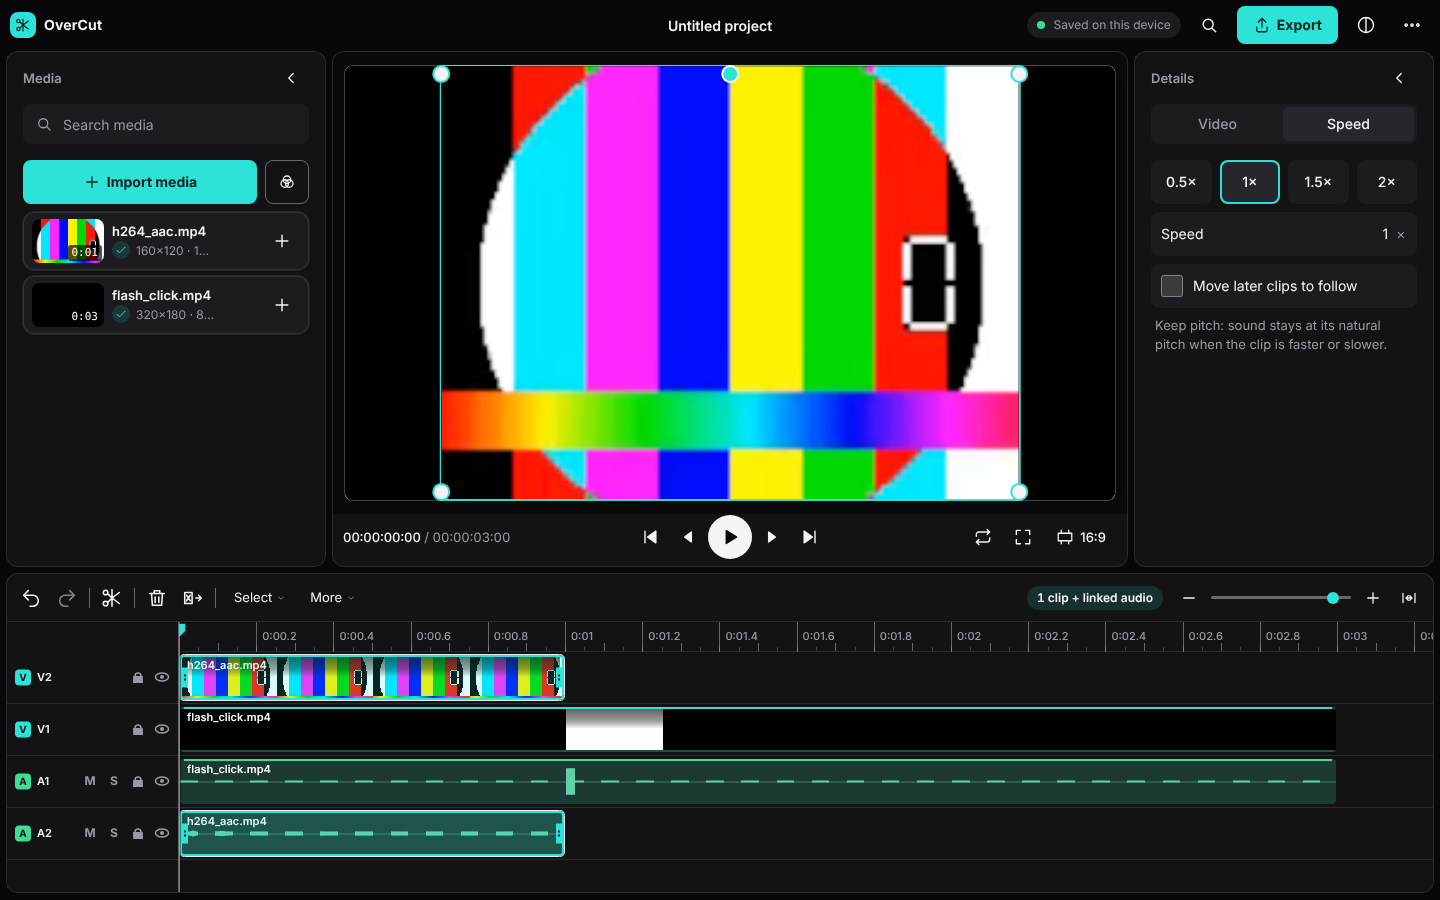 OverCut
Untitled project
Saved on this device
Export
Media
Search media
Import media
0:01
h264_aac.mp4
160×120 · 1...
0:03
flash_click.mp4
320×180 · 8...
0
00:00:00:00 / 00:00:03:00
16:9
Details
Video
Speed
0.5×
1×
1.5×
2×
Speed
1 ×
Move later clips to follow
Keep pitch: sound stays at its natural
pitch when the clip is faster or slower.
Select
More
1 clip + linked audio
0:00.2
0:00.4
0:00.6
0:00.8
0:01
0:01.2
0:01.4
0:01.6
0:01.8
0:02
0:02.2
0:02.4
0:02.6
0:02.8
0:03
V V2
h264_aac.mp4
V V1
flash_click.mp4
A A1 M S
flash_click.mp4
A A2 M S
h264_aac.mp4